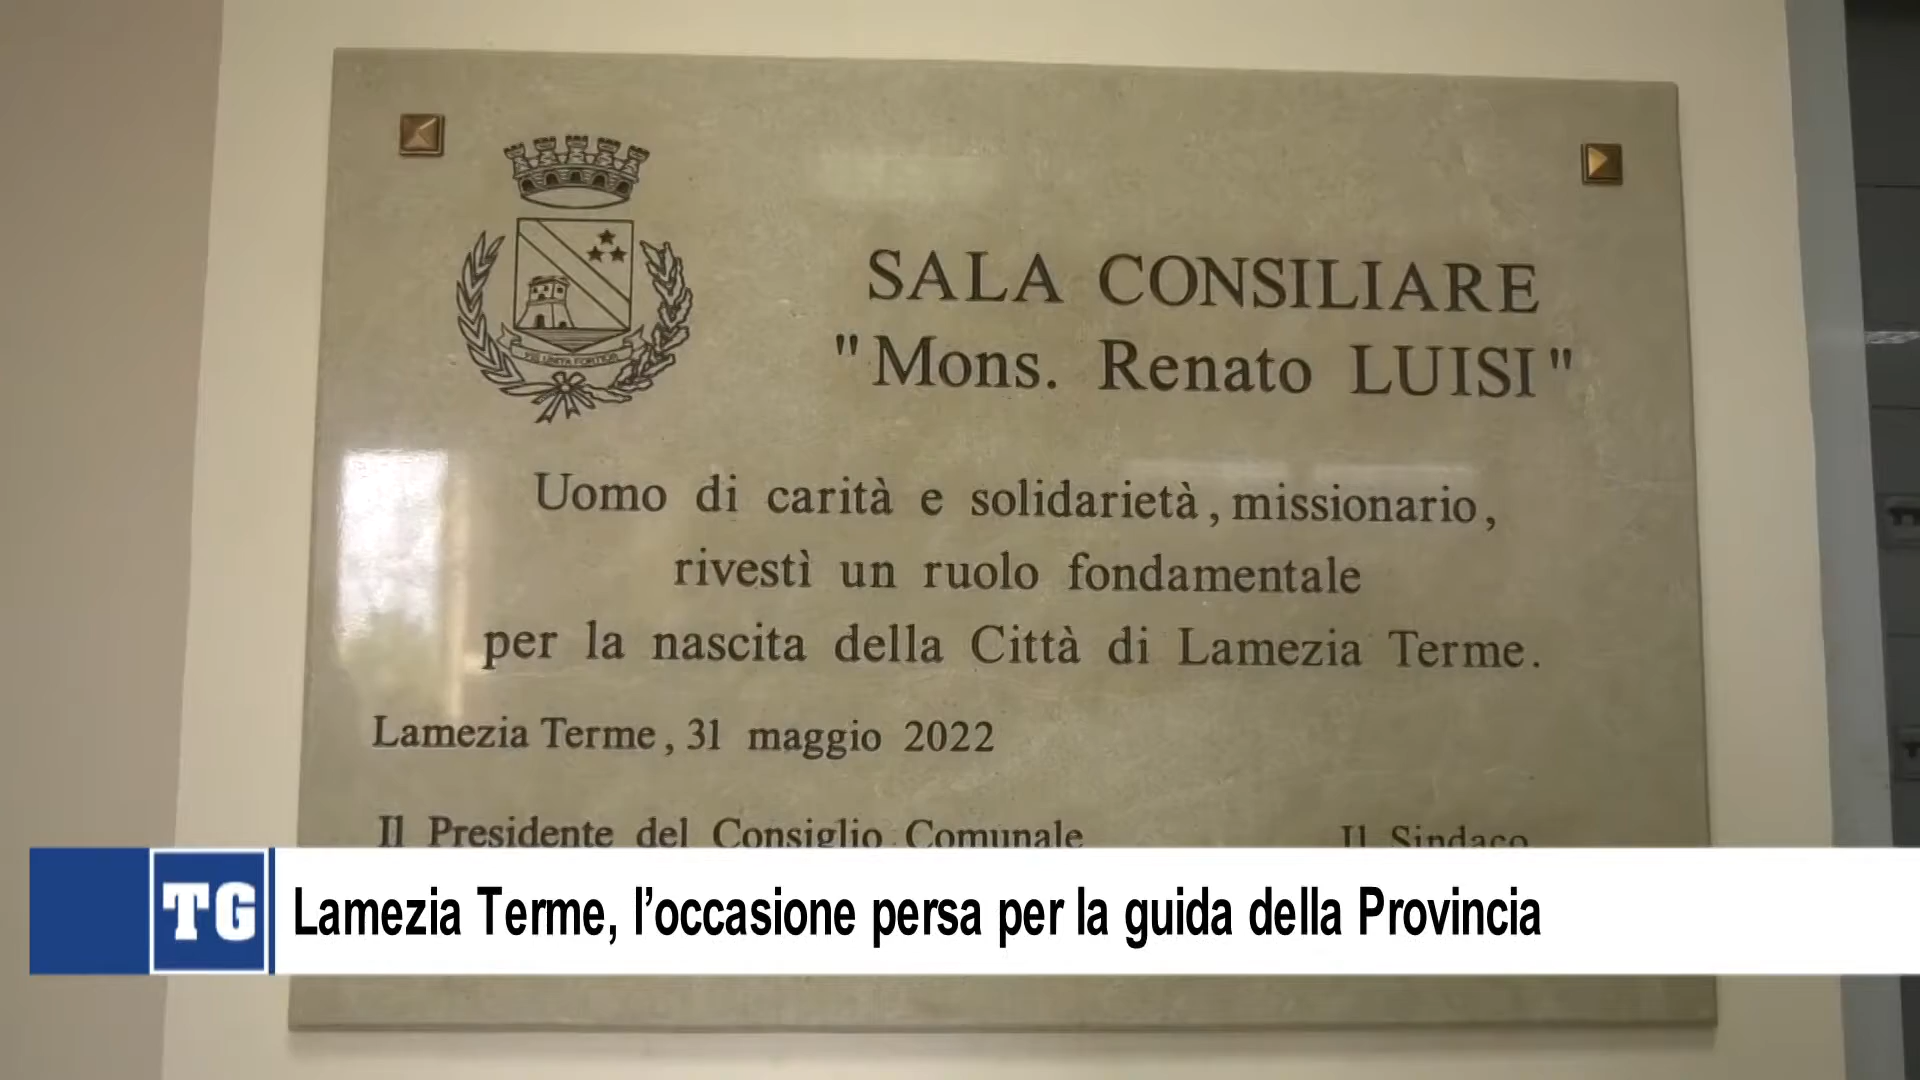 SALA CONSILIARE
"Mons. Renato LUISI"
Uomo di carità e solidarietà, missionario,
rivestì un ruolo fondamentale
per la nascita della Città di Lamezia Terme.
Lamezia Terme, 31 maggio 2022
Il Presidente del Consiglio Comunale Il Sindaco
TG Lamezia Terme, l’occasione persa per la guida della Provincia